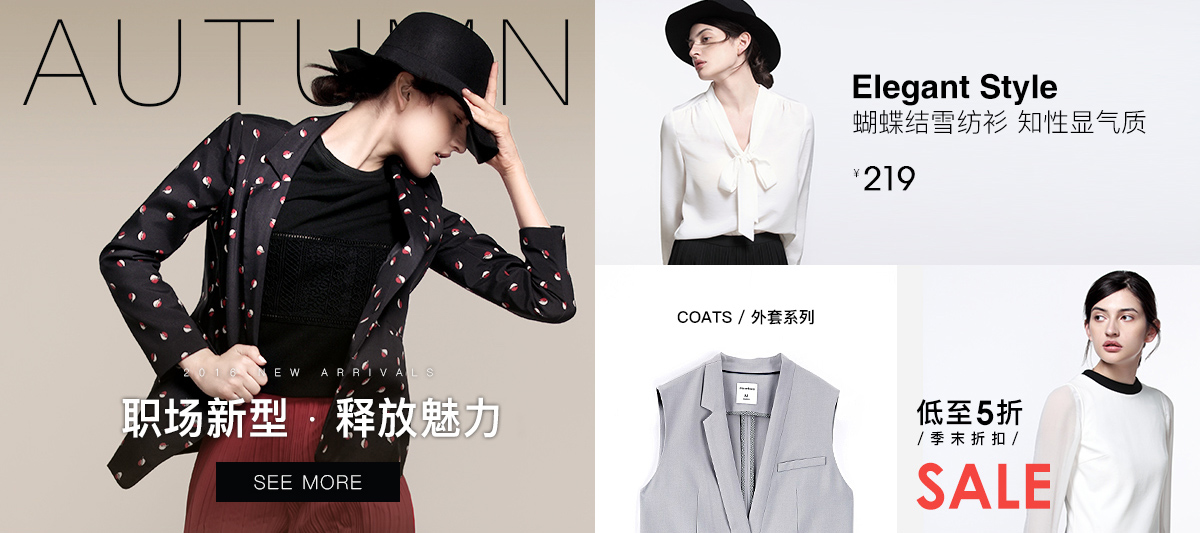 AUTUMN
2016 NEW ARRIVALS
职场新型 · 释放魅力
SEE MORE
Elegant Style
蝴蝶结雪纺衫 知性显气质
¥219
COATS / 外套系列
低至5折
/季末折扣/
SALE